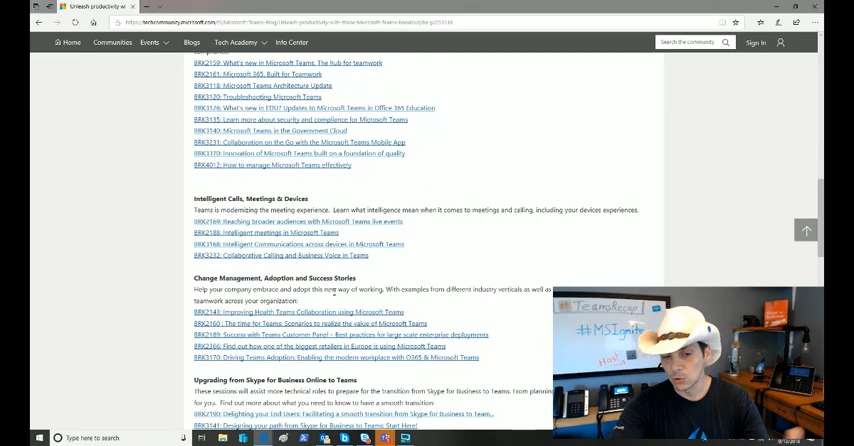 Unleash productivity wi
https://techcommunity.microsoft.com/t5/Microsoft-Teams-Blog/Unleash-productivity-with-these-Microsoft-Teams-breakout/ba-p/251518
Home Communities Events Blogs Tech Academy Info Center
Search the community
Sign In
BRK2159: What's new in Microsoft Teams. The hub for teamwork
BRK2161: Microsoft 365. Built for Teamwork
BRK3118: Microsoft Teams Architecture Update
BRK3120: Troubleshooting Microsoft Teams
BRK3126: What's new in EDU? Updates to Microsoft Teams in Office 365 Education
BRK3135: Learn more about security and compliance for Microsoft Teams
BRK3140: Microsoft Teams in the Government Cloud
BRK3231: Collaboration on the Go with the Microsoft Teams Mobile App
BRK3370: Innovation of Microsoft Teams built on a foundation of quality
BRK4012: How to manage Microsoft Teams effectively
Intelligent Calls, Meetings & Devices
Teams is modernizing the meeting experience. Learn what intelligence mean when it comes to meetings and calling, including your devices experiences.
BRK2169: Reaching broader audiences with Microsoft Teams live events
BRK2188: Intelligent meetings in Microsoft Teams
BRK3168: Intelligent Communications across devices in Microsoft Teams
BRK3232: Collaborative Calling and Business Voice in Teams
Change Management, Adoption and Success Stories
Help your company embrace and adopt this new way of working. With examples from different industry verticals as well as
teamwork across your organization:
BRK2143: Improving Health Teams Collaboration using Microsoft Teams
BRK2160 : The time for Teams: Scenarios to realize the value of Microsoft Teams
BRK2189: Success with Teams Customer Panel – Best practices for large scale enterprise deployments
BRK2366: Find out how one of the biggest retailers in Europe is using Microsoft Teams
BRK3170: Driving Teams Adoption: Enabling the modern workplace with O365 & Microsoft Teams
Upgrading from Skype for Business Online to Teams
These sessions will assist more technical roles to prepare for the transition from Skype for Business to Teams. From planning
for you. Find out more about what you need to know to have a smooth transition:
BRK2190: Delighting your End Users: Facilitating a smooth transition from Skype for Business to Team...
BRK3141: Designing your path from Skype for Business to Teams: Start Here!
#TeamsRecap
#MSIgnite
Host
Type here to search
9/10/2018